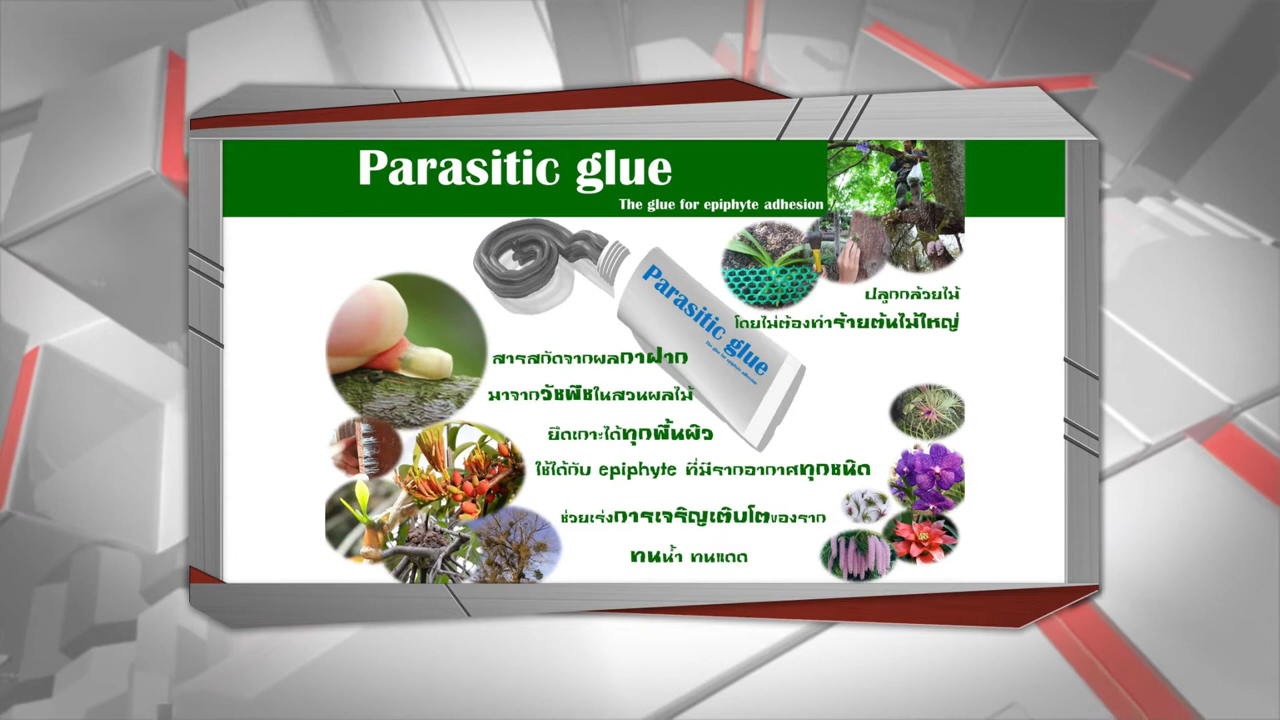 Parasitic glue
The glue for epiphyte adhesion
Parasitic glue
The glue for epiphyte adhesion
ปลูกกล้วยไม้
โดยไม่ต้องทำร้ายต้นไม้ใหญ่
สารสกัดจากผลกาฝาก
มาจากวัชพืชในสวนผลไม้
ยึดเกาะได้ทุกพื้นผิว
ใช้ได้กับ epiphyte ที่มีรากอากาศทุกชนิด
ช่วยเร่งการเจริญเติบโตของราก
ทนน้ำ ทนแดด